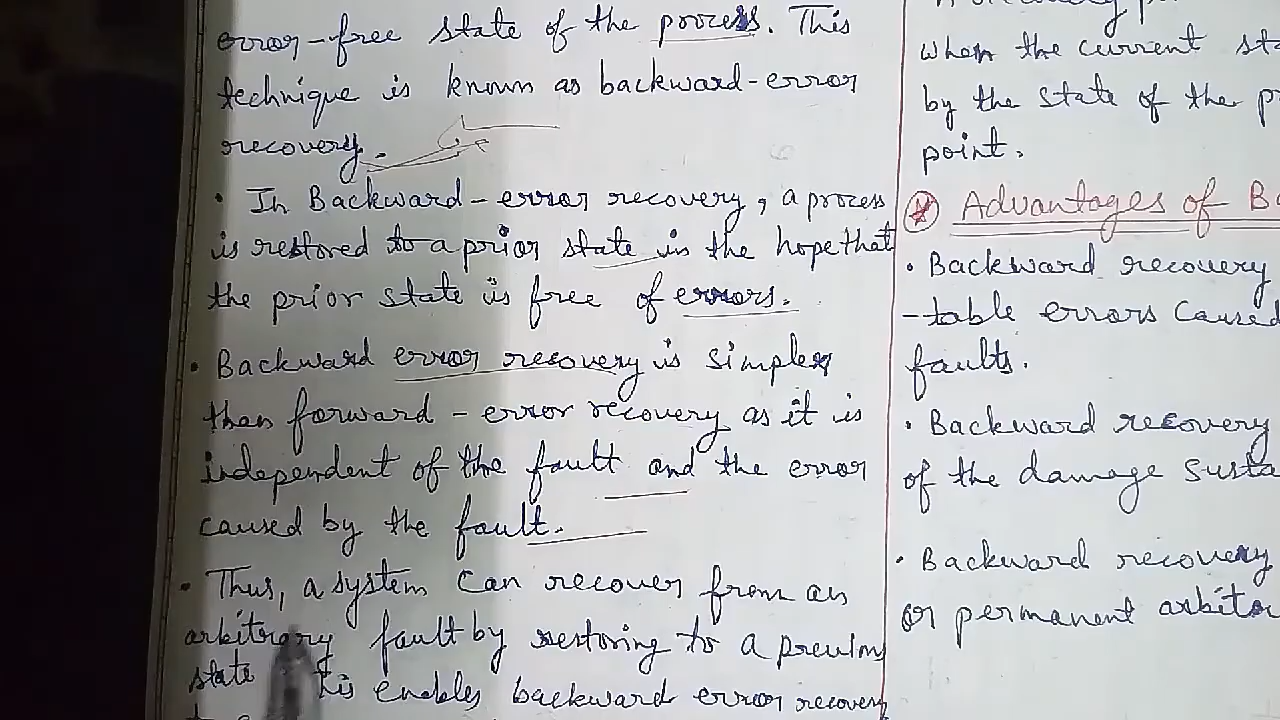 error-free state of the process. This
technique is known as backward-error
recovery.
• In Backward-error recovery, a process
is restored to a prior state in the hope that
the prior state is free of errors.
• Backward error recovery is simpler
than forward-error recovery as it is
independent of the fault and the error
caused by the fault.
• Thus, a system can recover from an
arbitrary fault by restoring to a previous
state This enables backward error recovery
when the current
by the state of the
point.
Advantages of
• Backward recovery
-table errors caused
faults.
• Backward recovery
of the damage
• Backward recovery
or permanent